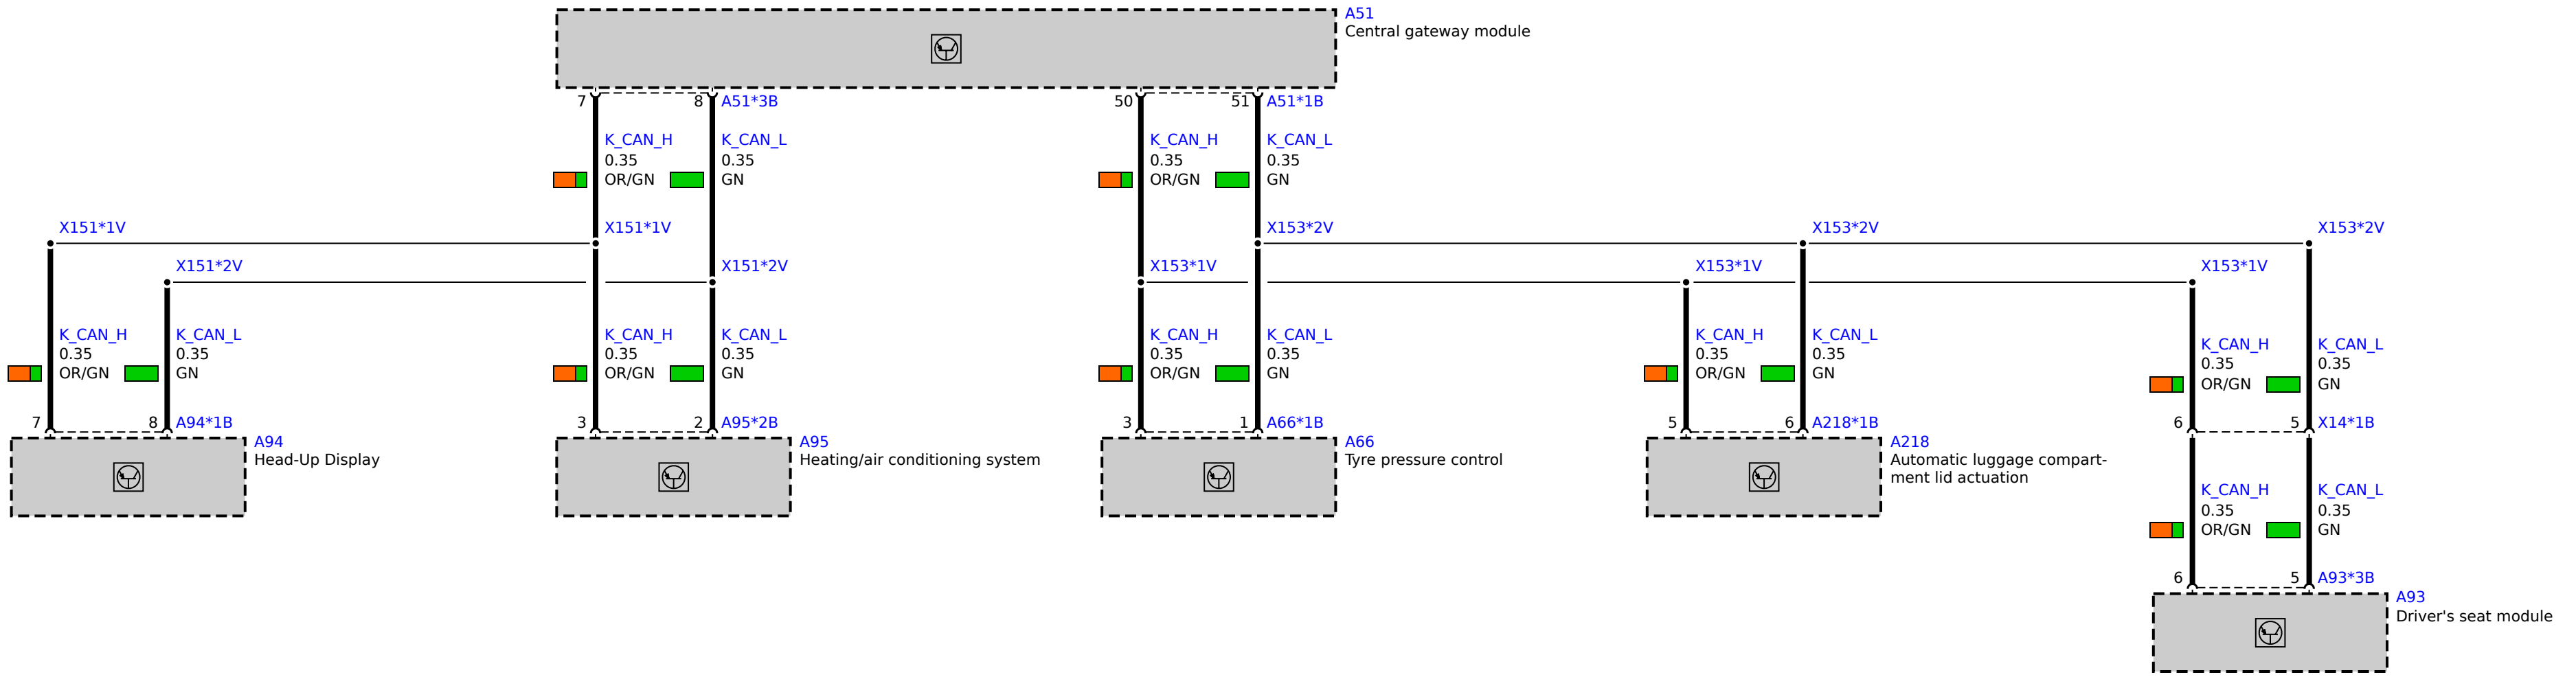 A51
Central gateway module
7 8 A51*3B 50 51 A51*1B
K_CAN_H K_CAN_L K_CAN_H K_CAN_L
0.35 0.35 0.35 0.35
OR/GN GN OR/GN GN
X151*1V X151*1V X153*2V X153*2V X153*2V
X151*2V X151*2V X153*1V X153*1V X153*1V
K_CAN_H K_CAN_L K_CAN_H K_CAN_L K_CAN_H K_CAN_L K_CAN_H K_CAN_L K_CAN_H K_CAN_L
0.35 0.35 0.35 0.35 0.35 0.35 0.35 0.35 0.35 0.35
OR/GN GN OR/GN GN OR/GN GN OR/GN GN OR/GN GN
7 8 A94*1B 3 2 A95*2B 3 1 A66*1B 5 6 A218*1B 6 5 X14*1B
A94 A95 A66 A218
Head-Up Display Heating/air conditioning system Tyre pressure control Automatic luggage compart-
ment lid actuation
K_CAN_H K_CAN_L
0.35 0.35
OR/GN GN
6 5 A93*3B
A93
Driver's seat module